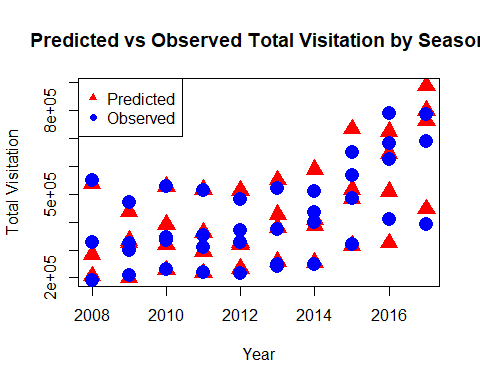 Predicted vs Observed Total Visitation by Season
Predicted
Observed
Total Visitation
8e+05
5e+05
2e+05
2008 2010 2012 2014 2016
Year